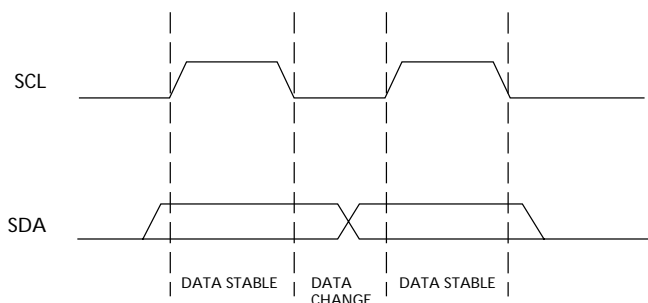 SCL
SDA
DATA STABLE
DATA
CHANGE
DATA STABLE